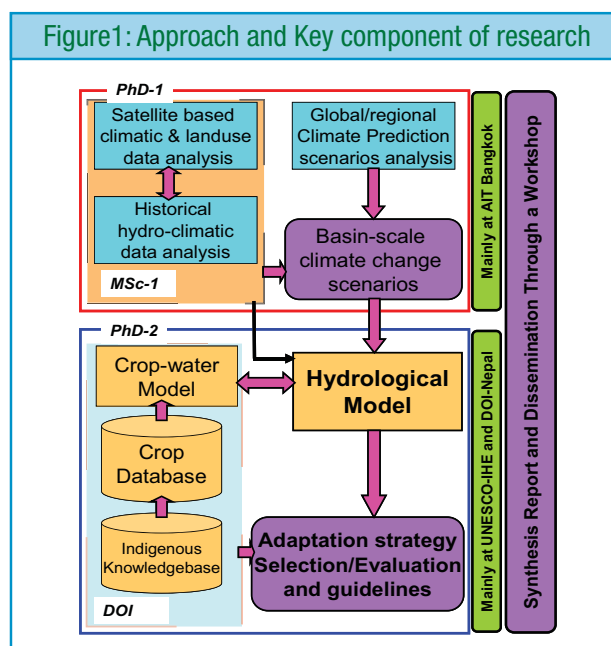 Figure1: Approach and Key component of research
PhD-1
Satellite based
climatic & landuse
data analysis
Historical
hydro-climatic
data analysis
MSc-1
Global/regional
Climate Prediction
scenarios analysis
Basin-scale
climate change
scenarios
Mainly at AIT Bangkok
PhD-2
Crop-water
Model
Crop
Database
Indigenous
Knowledgebase
DOI
Hydrological
Model
Adaptation strategy
Selection/Evaluation
and guidelines
Mainly at UNESCO-IHE and DOI-Nepal
Synthesis Report and Dissemination Through a Workshop